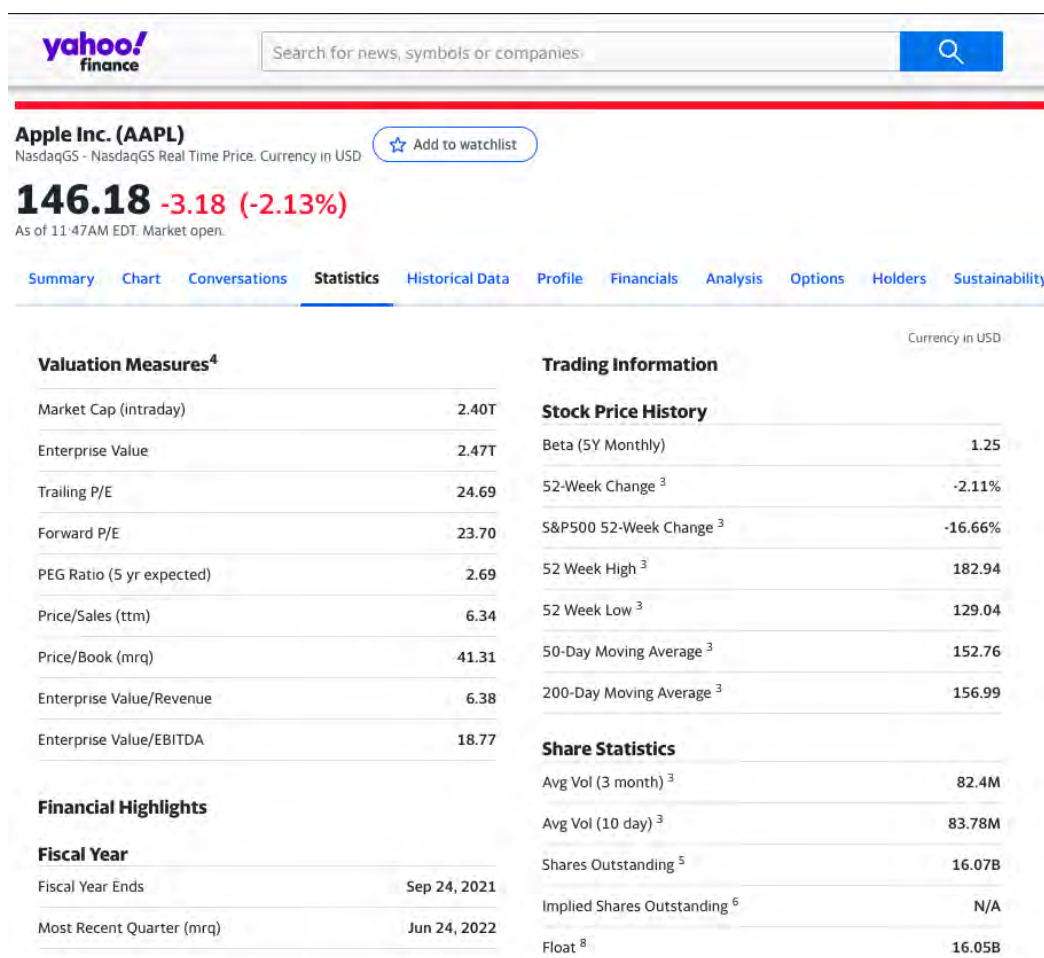 yahoo!
finance
Search for news, symbols or companies
Apple Inc. (AAPL)
NasdaqGS - NasdaqGS Real Time Price. Currency in USD
Add to watchlist
146.18 -3.18 (-2.13%)
As of 11:47AM EDT. Market open.
Summary Chart Conversations Statistics Historical Data Profile Financials Analysis Options Holders Sustainability
Currency in USD
Valuation Measures4
Market Cap (intraday) 2.40T
Enterprise Value 2.47T
Trailing P/E 24.69
Forward P/E 23.70
PEG Ratio (5 yr expected) 2.69
Price/Sales (ttm) 6.34
Price/Book (mrq) 41.31
Enterprise Value/Revenue 6.38
Enterprise Value/EBITDA 18.77
Financial Highlights
Fiscal Year
Fiscal Year Ends Sep 24, 2021
Most Recent Quarter (mrq) Jun 24, 2022
Trading Information
Stock Price History
Beta (5Y Monthly) 1.25
52-Week Change 3 -2.11%
S&P500 52-Week Change 3 -16.66%
52 Week High 3 182.94
52 Week Low 3 129.04
50-Day Moving Average 3 152.76
200-Day Moving Average 3 156.99
Share Statistics
Avg Vol (3 month) 3 82.4M
Avg Vol (10 day) 3 83.78M
Shares Outstanding 5 16.07B
Implied Shares Outstanding 6 N/A
Float 8 16.05B